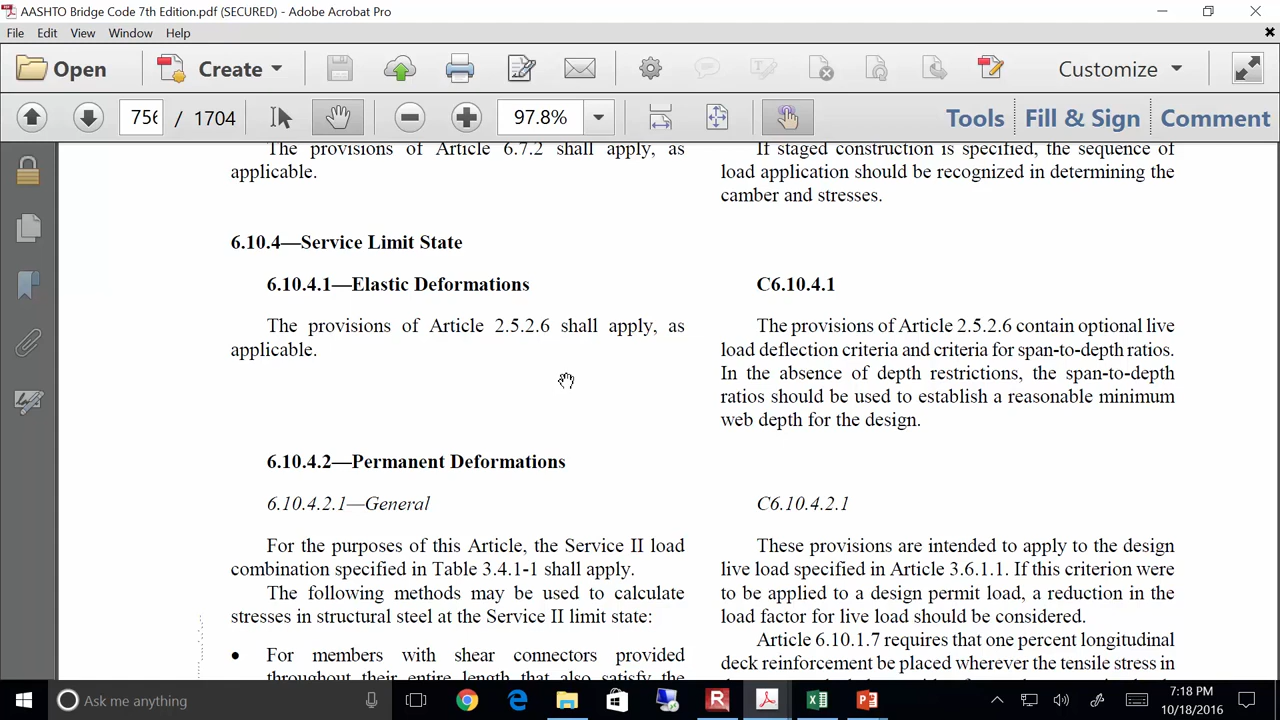 AASHTO Bridge Code 7th Edition.pdf (SECURED) - Adobe Acrobat Pro
File Edit View Window Help
Open Create Customize
756 / 1704 97.8% Tools Fill & Sign Comment
The provisions of Article 6.7.2 shall apply, as
applicable.
If staged construction is specified, the sequence of
load application should be recognized in determining the
camber and stresses.
6.10.4—Service Limit State
6.10.4.1—Elastic Deformations
The provisions of Article 2.5.2.6 shall apply, as
applicable.
C6.10.4.1
The provisions of Article 2.5.2.6 contain optional live
load deflection criteria and criteria for span-to-depth ratios.
In the absence of depth restrictions, the span-to-depth
ratios should be used to establish a reasonable minimum
web depth for the design.
6.10.4.2—Permanent Deformations
6.10.4.2.1—General
For the purposes of this Article, the Service II load
combination specified in Table 3.4.1-1 shall apply.
The following methods may be used to calculate
stresses in structural steel at the Service II limit state:
• For members with shear connectors provided
throughout their entire length that also satisfy the
C6.10.4.2.1
These provisions are intended to apply to the design
live load specified in Article 3.6.1.1. If this criterion were
to be applied to a design permit load, a reduction in the
load factor for live load should be considered.
Article 6.10.1.7 requires that one percent longitudinal
deck reinforcement be placed wherever the tensile stress in
Ask me anything
7:18 PM
10/18/2016